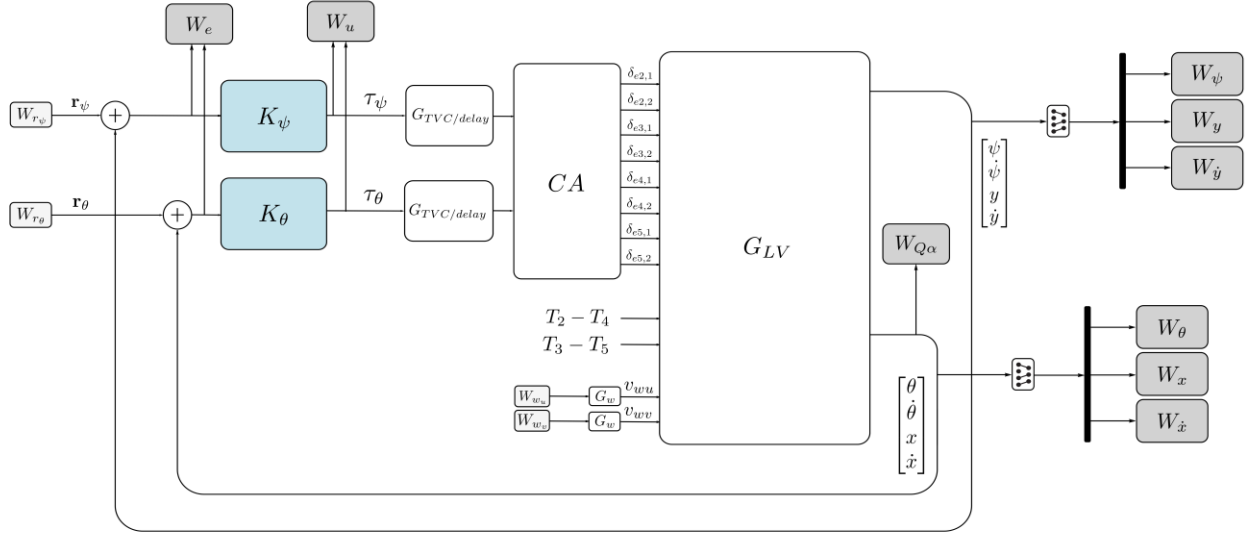 W_e
W_u
W_{r_ψ}
r_ψ
+
K_ψ
τ_ψ
G_{TVC/delay}
W_{r_θ}
r_θ
+
K_θ
τ_θ
G_{TVC/delay}
CA
δ_{e2,1}
δ_{e2,2}
δ_{e3,1}
δ_{e3,2}
δ_{e4,1}
δ_{e4,2}
δ_{e5,1}
δ_{e5,2}
T_2 − T_4
T_3 − T_5
W_{w_u}
G_w
v_{wu}
W_{w_v}
G_w
v_{wv}
G_{LV}
W_{Qα}
ψ
ψ̇
y
ẏ
W_ψ
W_y
W_ẏ
θ
θ̇
x
ẋ
W_θ
W_x
W_ẋ